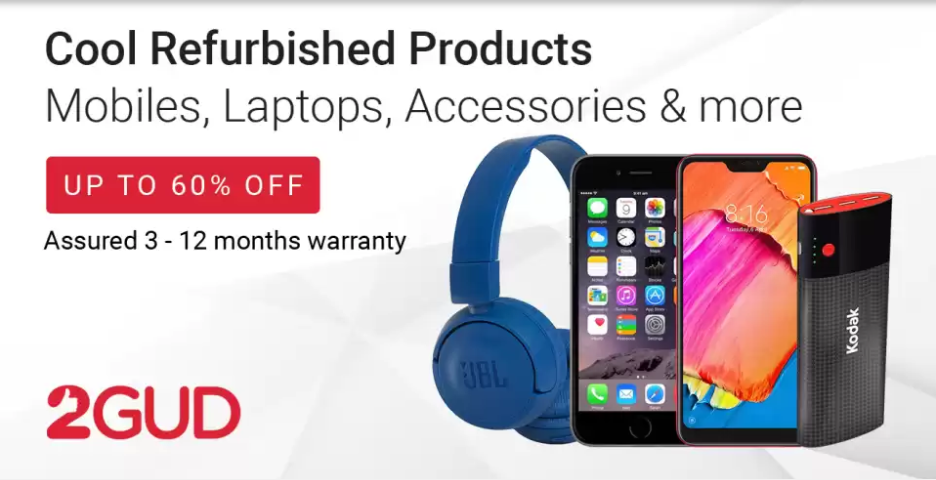 Cool Refurbished Products
Mobiles, Laptops, Accessories & more
UP TO 60% OFF
Assured 3 - 12 months warranty
2GUD
JBL
8:16
Kodak